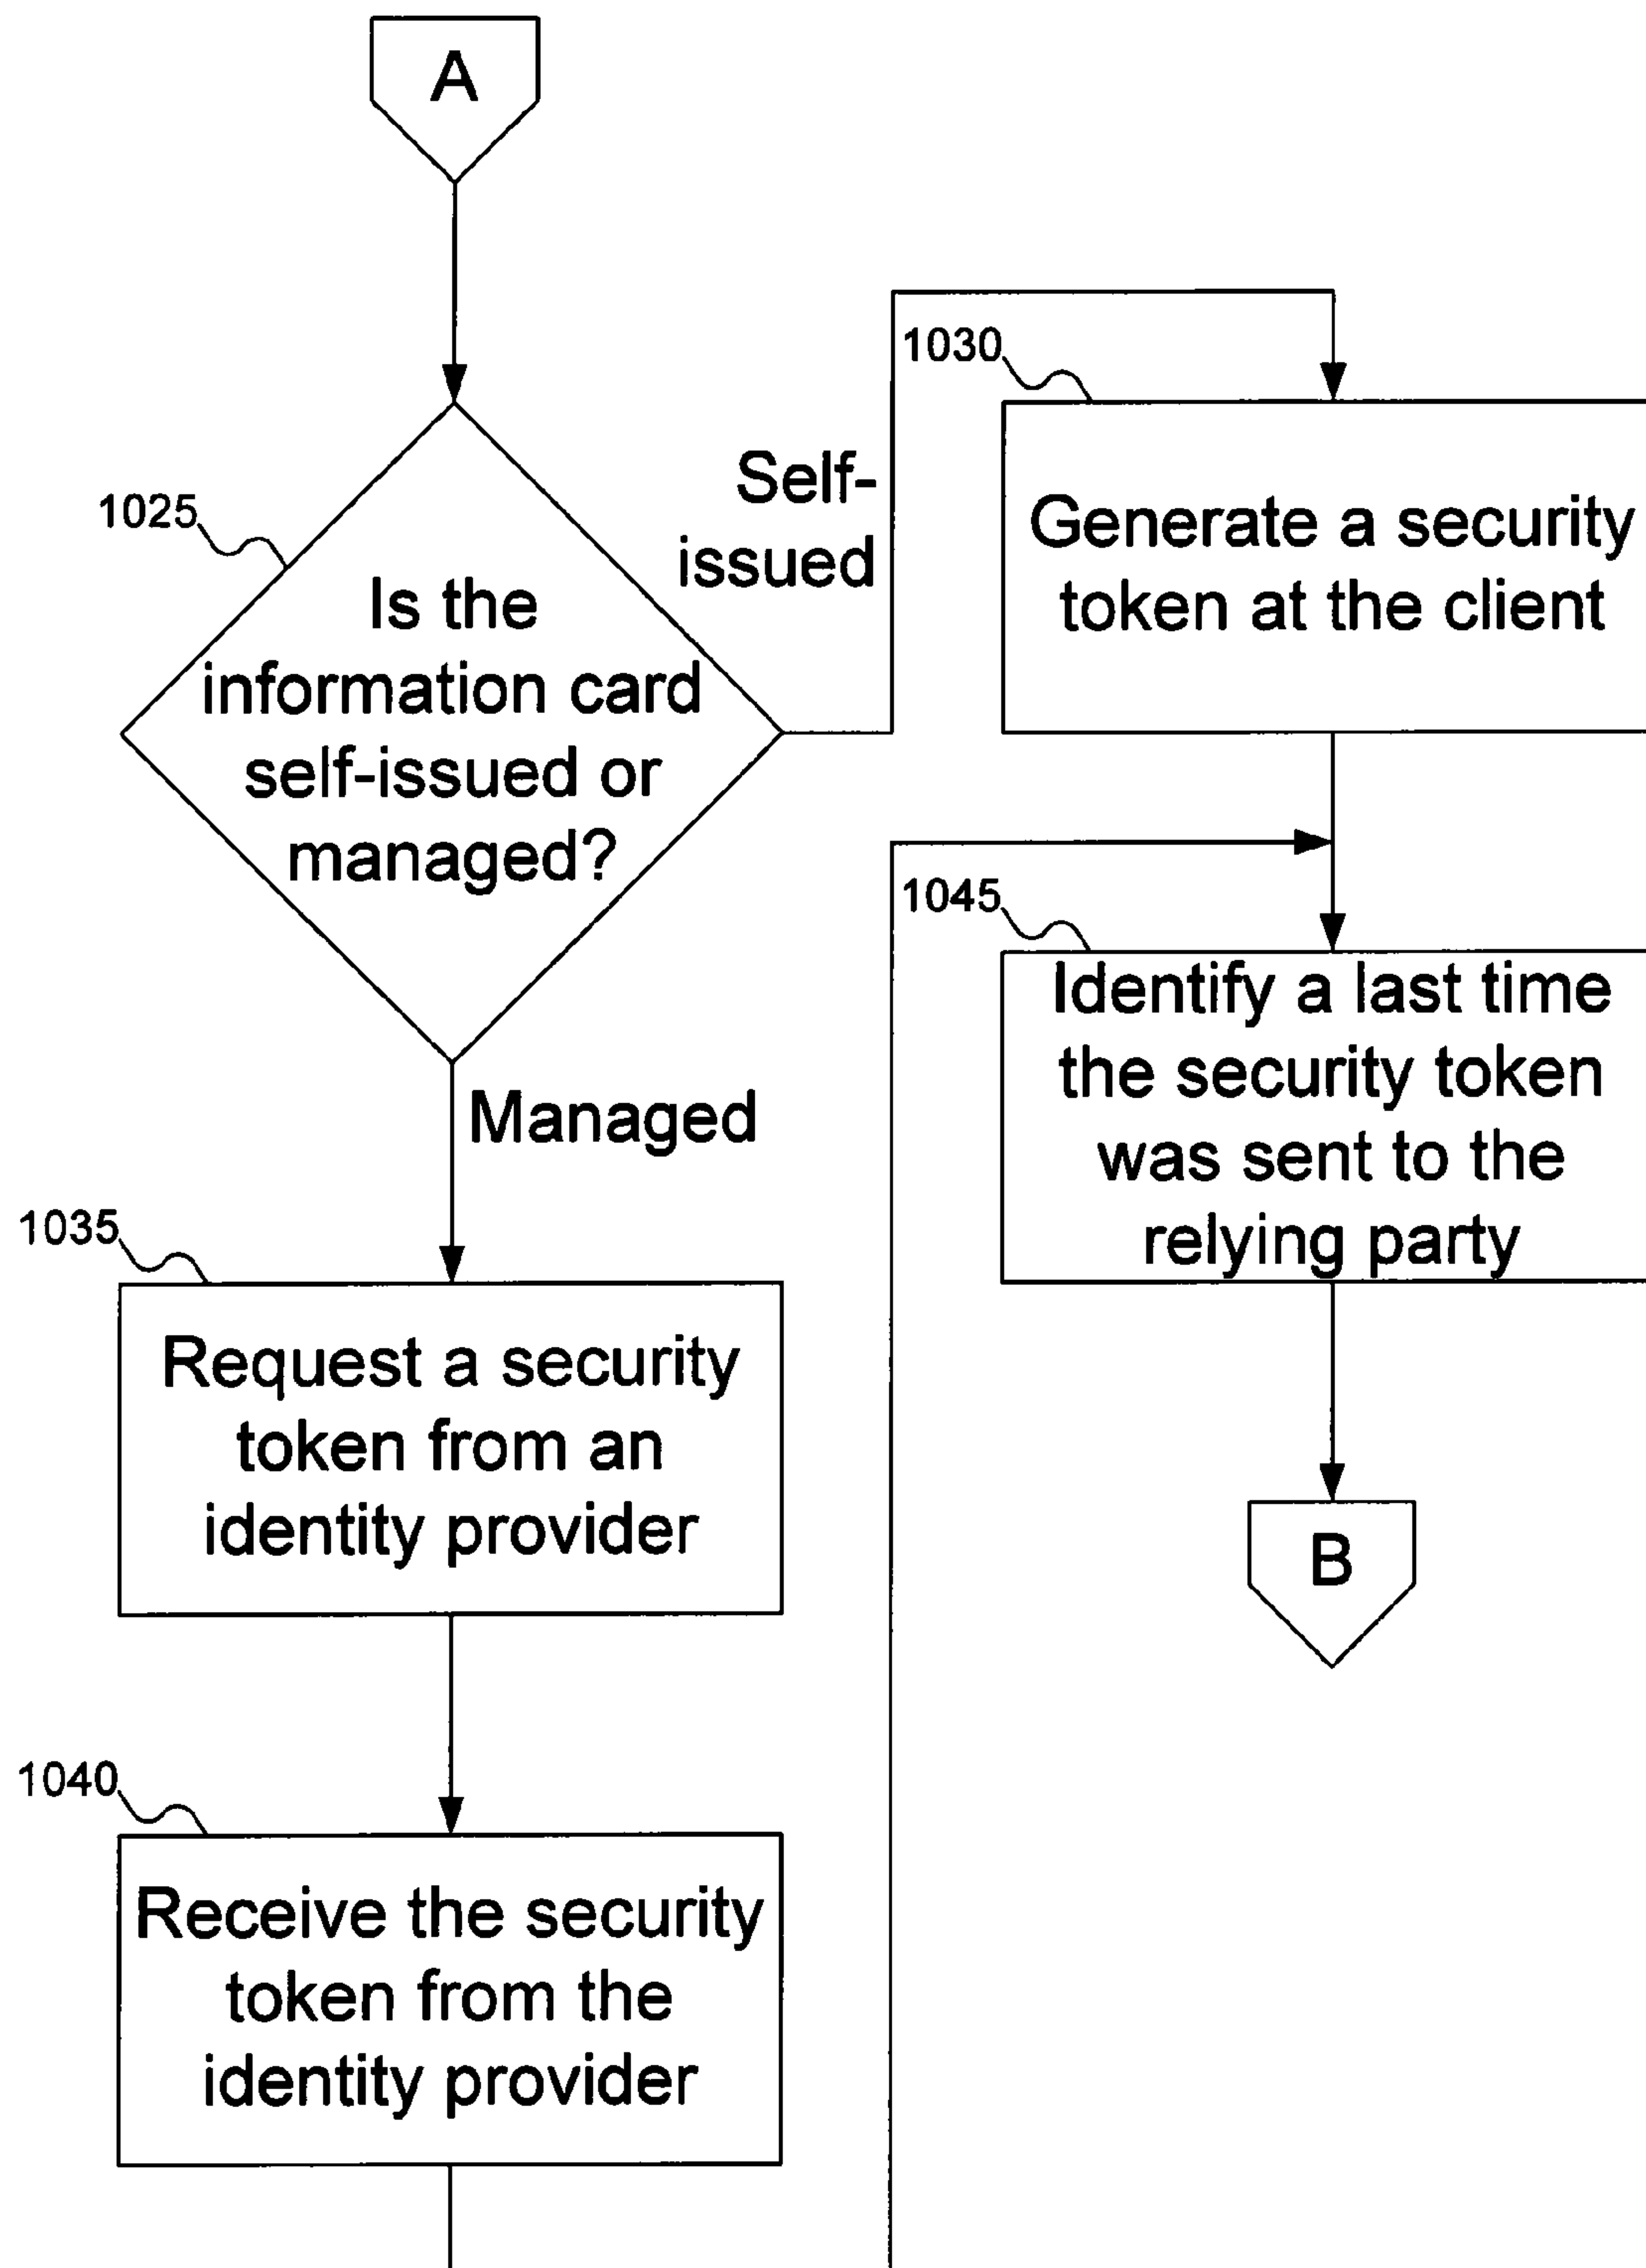 A
1025
Is the
information card
self-issued or
managed?
Self-
issued
1030
Generate a security
token at the client
Managed
1035
Request a security
token from an
identity provider
1040
Receive the security
token from the
identity provider
1045
Identify a last time
the security token
was sent to the
relying party
B